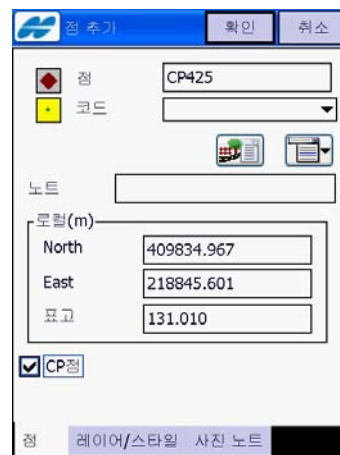 점 추가 확인 취소
점 CP425
코드
노트
로컬(m)
North 409834.967
East 218845.601
표고 131.010
CP점
점 레이어/스타일 사진 노트